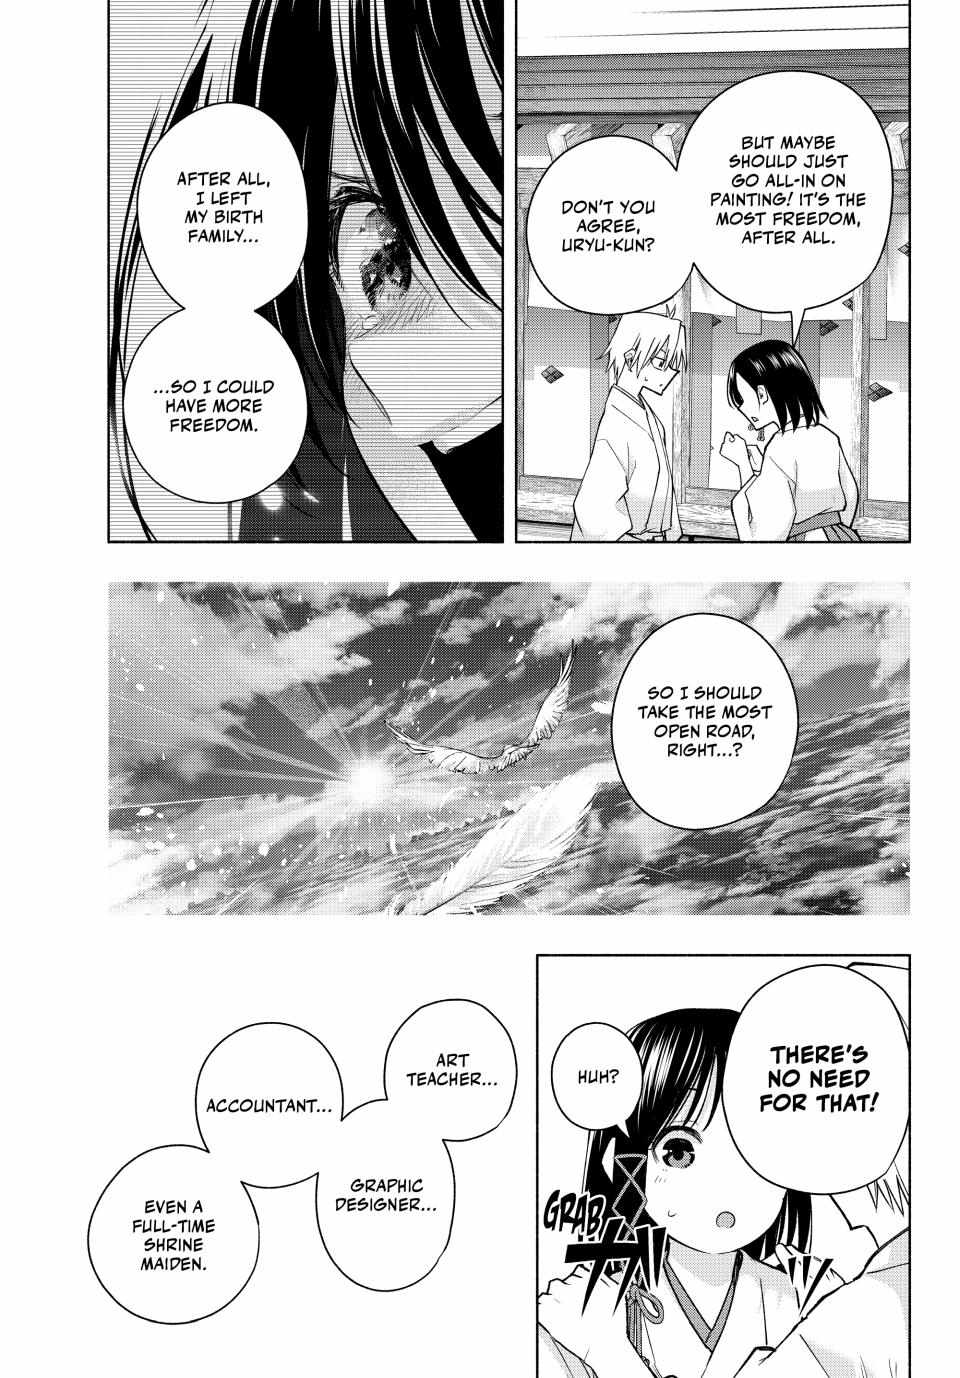 BUT MAYBE
SHOULD JUST
GO ALL-IN ON
PAINTING! IT'S THE
MOST FREEDOM,
AFTER ALL.
DON'T YOU
AGREE,
URYU-KUN?
AFTER ALL,
I LEFT
MY BIRTH
FAMILY...
...SO I COULD
HAVE MORE
FREEDOM.
SO I SHOULD
TAKE THE MOST
OPEN ROAD,
RIGHT...?
THERE'S
NO NEED
FOR THAT!
HUH?
GRAB
ガバ
ART
TEACHER...
GRAPHIC
DESIGNER...
ACCOUNTANT...
EVEN A
FULL-TIME
SHRINE
MAIDEN.